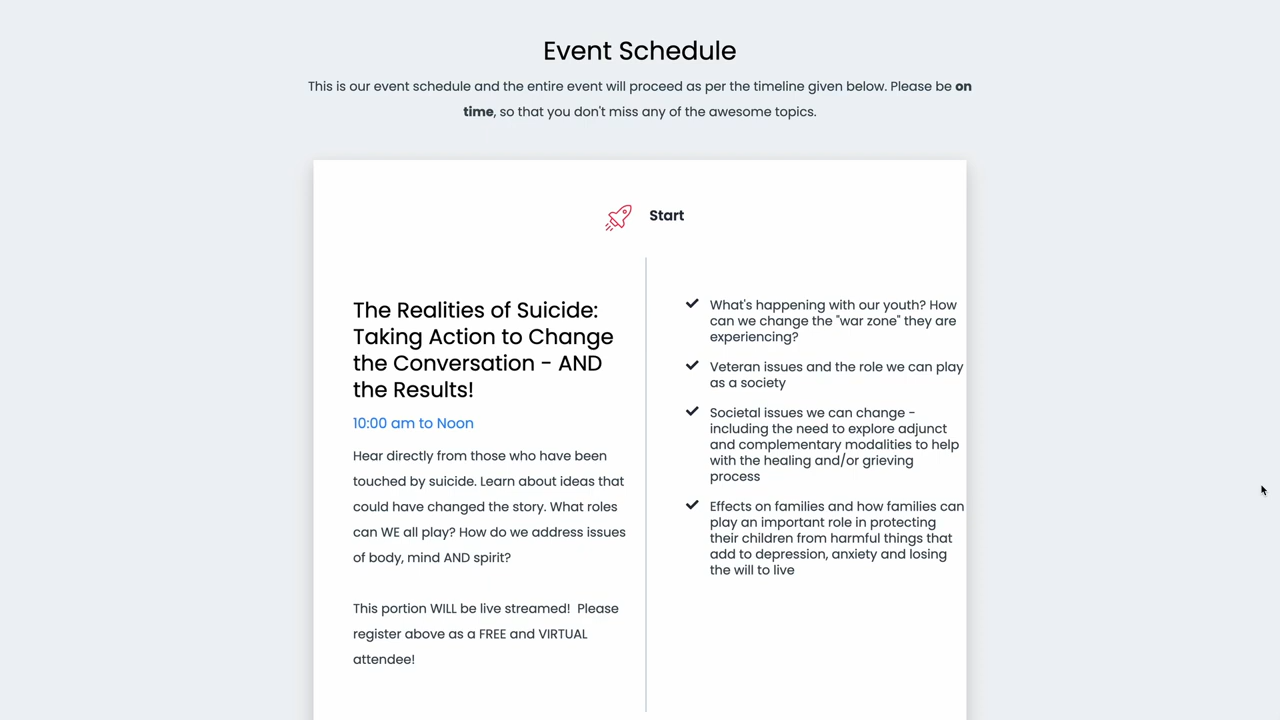 Event Schedule
This is our event schedule and the entire event will proceed as per the timeline given below. Please be on
time, so that you don't miss any of the awesome topics.
Start
The Realities of Suicide:
Taking Action to Change
the Conversation - AND
the Results!
10:00 am to Noon
Hear directly from those who have been
touched by suicide. Learn about ideas that
could have changed the story. What roles
can WE all play? How do we address issues
of body, mind AND spirit?
This portion WILL be live streamed!  Please
register above as a FREE and VIRTUAL
attendee!
What's happening with our youth? How
can we change the "war zone" they are
experiencing?
Veteran issues and the role we can play
as a society
Societal issues we can change -
including the need to explore adjunct
and complementary modalities to help
with the healing and/or grieving
process
Effects on families and how families can
play an important role in protecting
their children from harmful things that
add to depression, anxiety and losing
the will to live